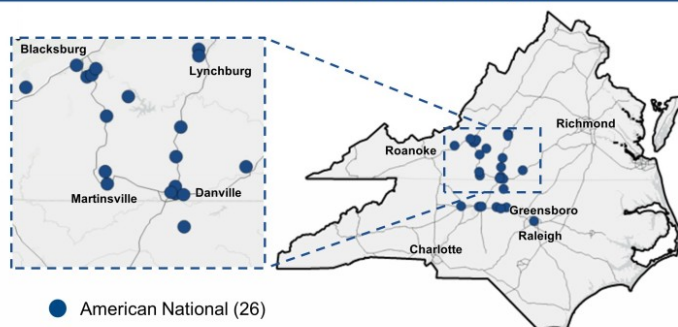 Blacksburg
Lynchburg
Martinsville
Danville
Richmond
Roanoke
Greensboro
Raleigh
Charlotte
American National (26)